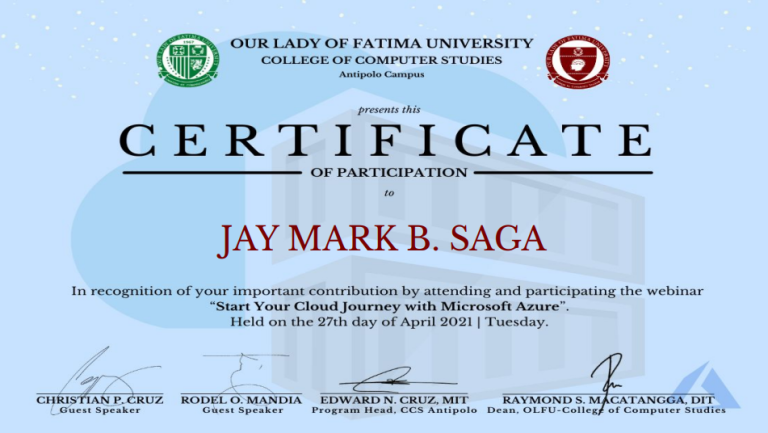 OUR LADY OF FATIMA UNIVERSITY
COLLEGE OF COMPUTER STUDIES
Antipolo Campus
presents this
CERTIFICATE
OF PARTICIPATION
to
JAY MARK B. SAGA
In recognition of your important contribution by attending and participating the webinar
“Start Your Cloud Journey with Microsoft Azure”.
Held on the 27th day of April 2021 | Tuesday.
CHRISTIAN P. CRUZ
Guest Speaker
RODEL O. MANDIA
Guest Speaker
EDWARD N. CRUZ, MIT
Program Head, CCS Antipolo
RAYMOND S. MACATANGGA, DIT
Dean, OLFU-College of Computer Studies